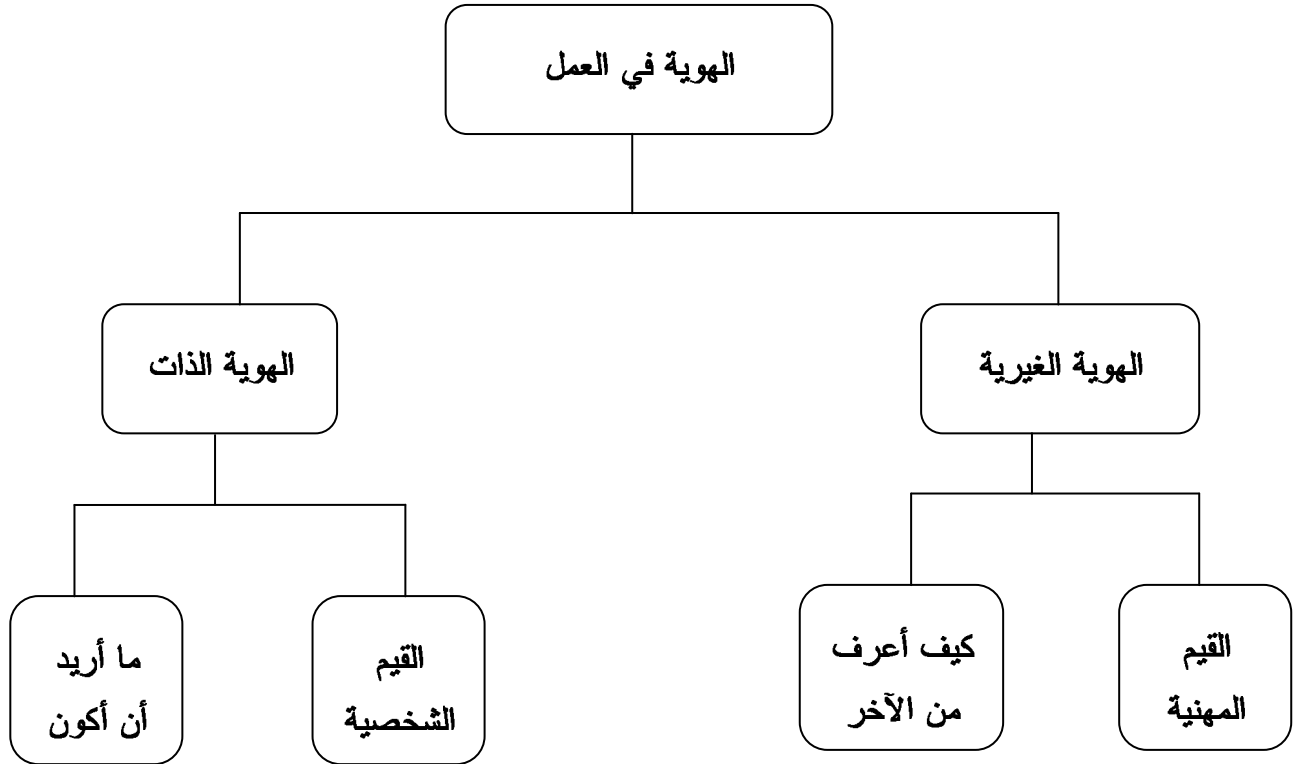 الهوية في العمل
الهوية الغيرية
الهوية الذات
القيم
المهنية
كيف أعرف
من الآخر
القيم
الشخصية
ما أريد
أن أكون